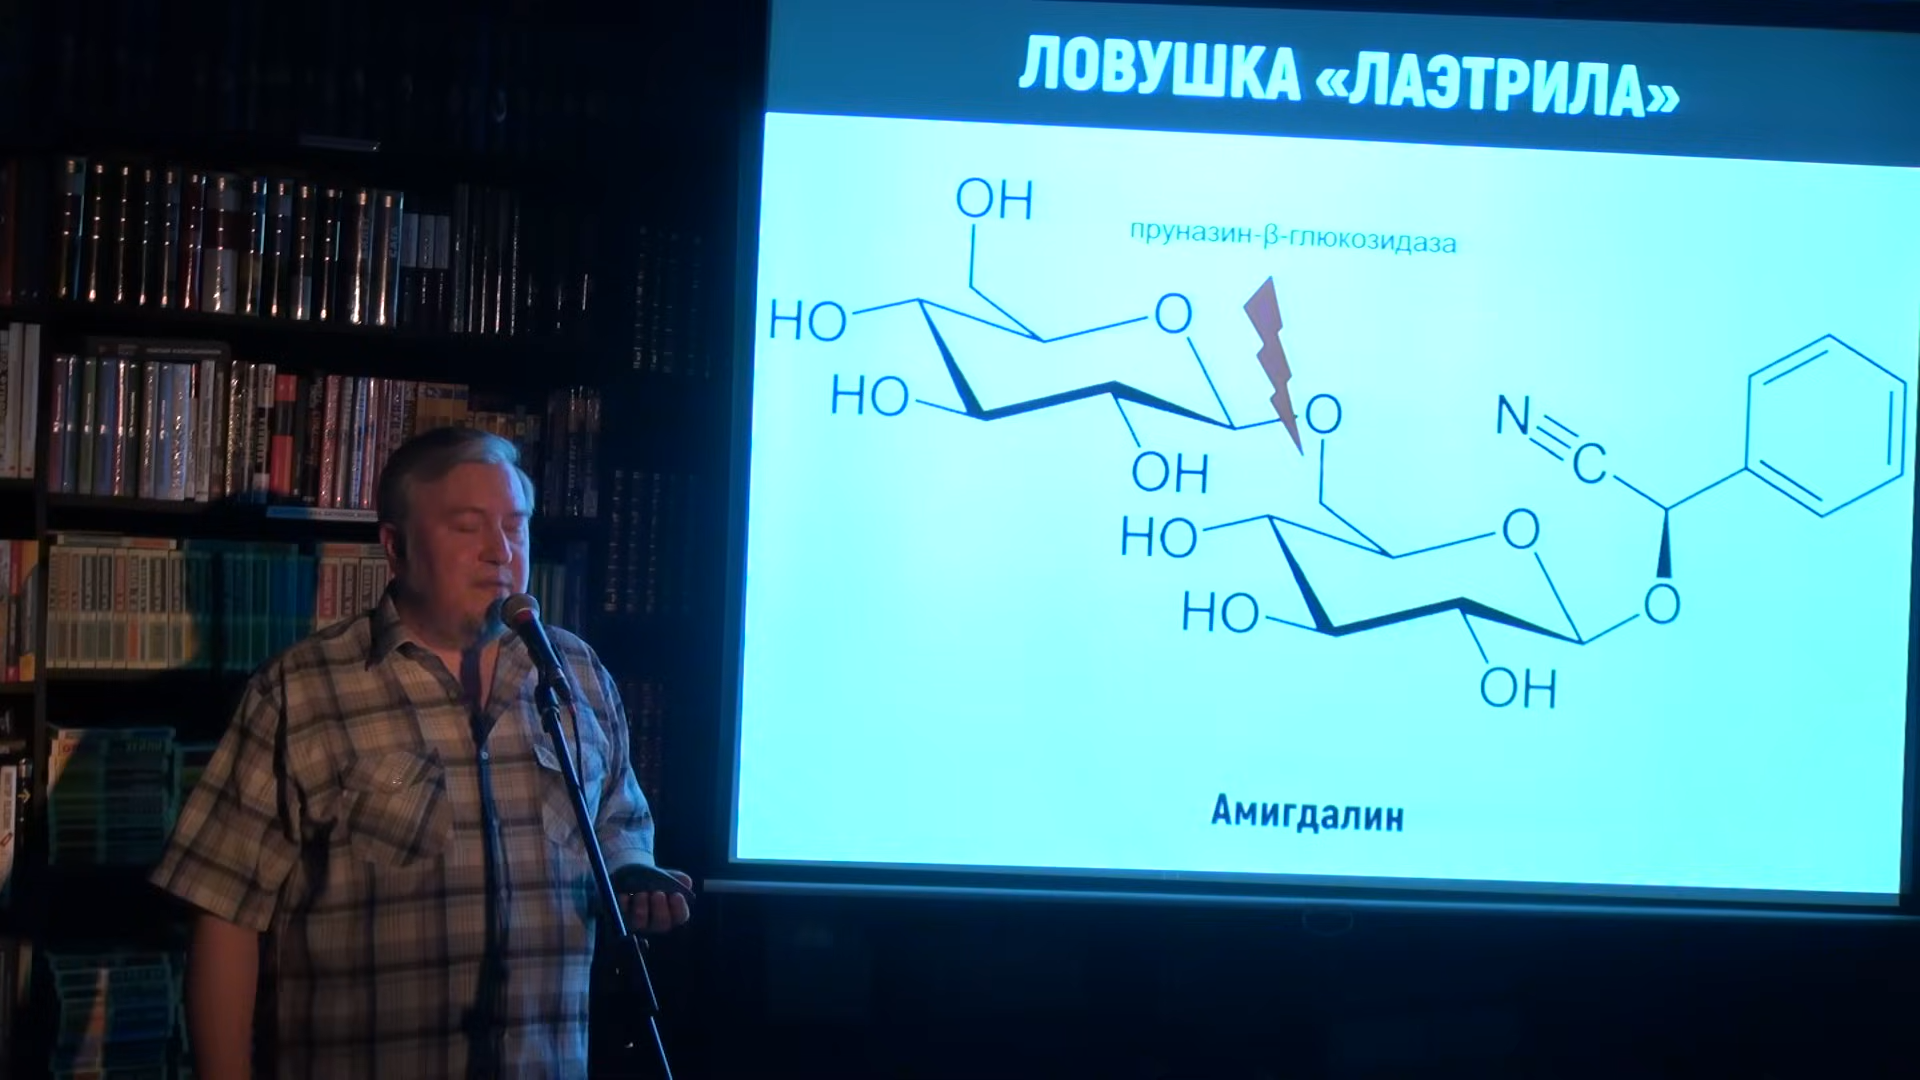 ЛОВУШКА «ЛАЭТРИЛА»
OH
пруназин-β-глюкозидаза
HO
O
HO
O
N
C
OH
HO
O
HO
O
OH
Амигдалин